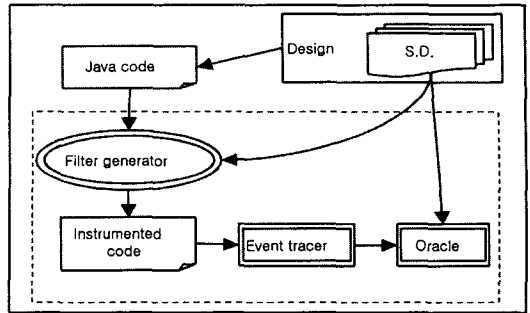 Design
S.D.
Java code
Filter generator
Instrumented
code
Event tracer
Oracle